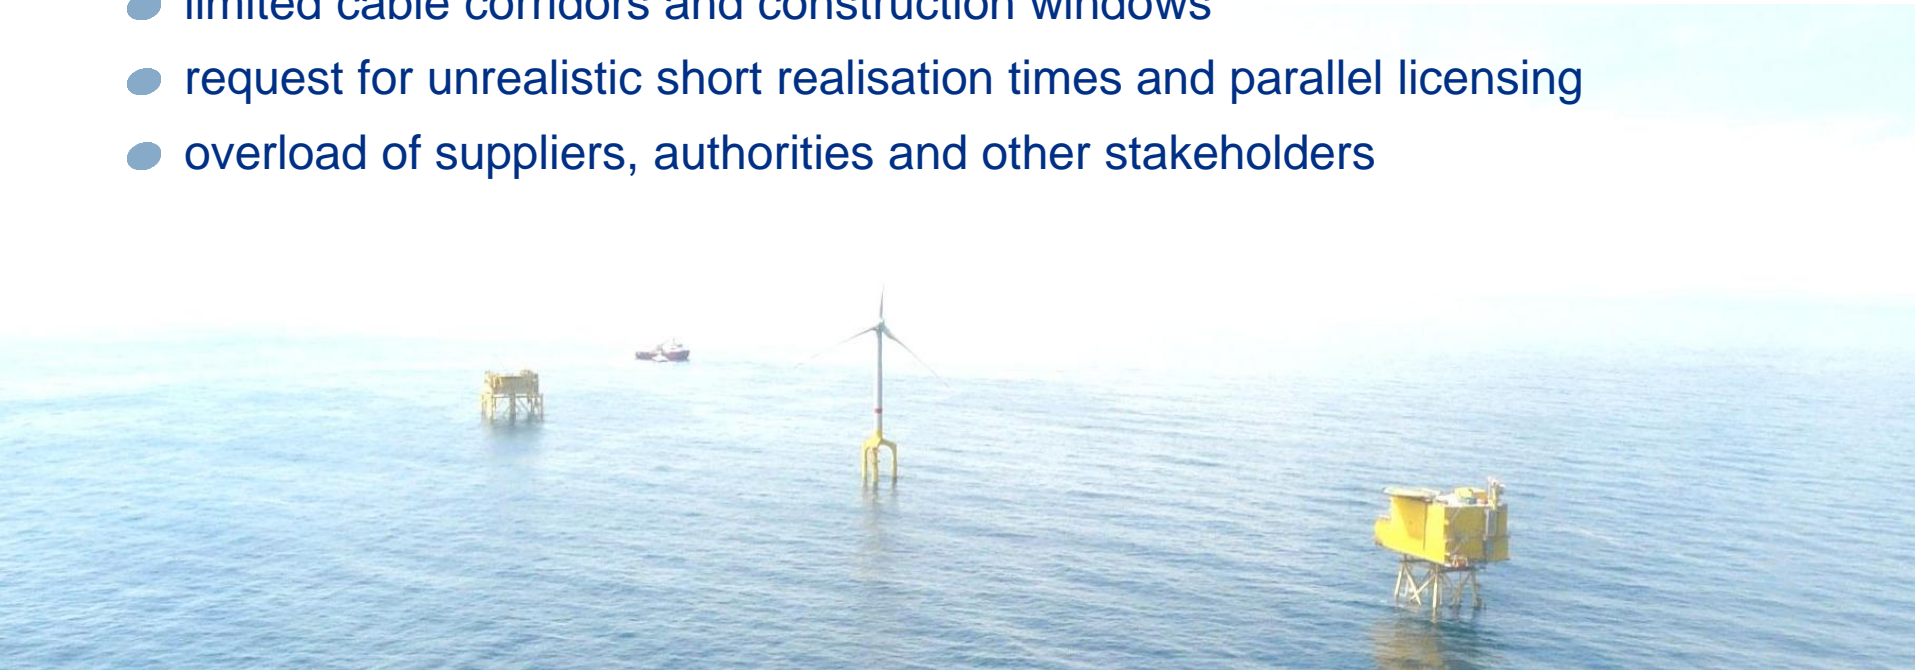 limited cable corridors and construction windows
request for unrealistic short realisation times and parallel licensing
overload of suppliers, authorities and other stakeholders